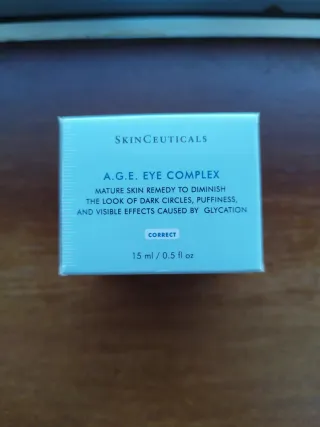 SKINCEUTICALS
A.G.E. EYE COMPLEX
MATURE SKIN REMEDY TO DIMINISH
THE LOOK OF DARK CIRCLES, PUFFINESS,
AND VISIBLE EFFECTS CAUSED BY GLYCATION
CORRECT
15 ml / 0.5 fl oz